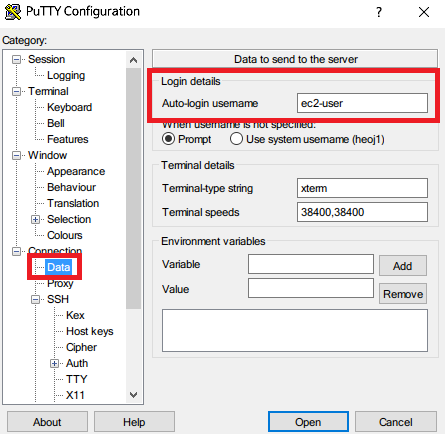 PuTTY Configuration
?
Category:
Session
Logging
Terminal
Keyboard
Bell
Features
Window
Appearance
Behaviour
Translation
Selection
Colours
Connection
Data
Proxy
SSH
Kex
Host keys
Cipher
Auth
TTY
X11
Data to send to the server
Login details
Auto-login username ec2-user
When username is not specified:
Prompt Use system username (heoj1)
Terminal details
Terminal-type string xterm
Terminal speeds 38400,38400
Environment variables
Variable Add
Value Remove
About Help Open Cancel